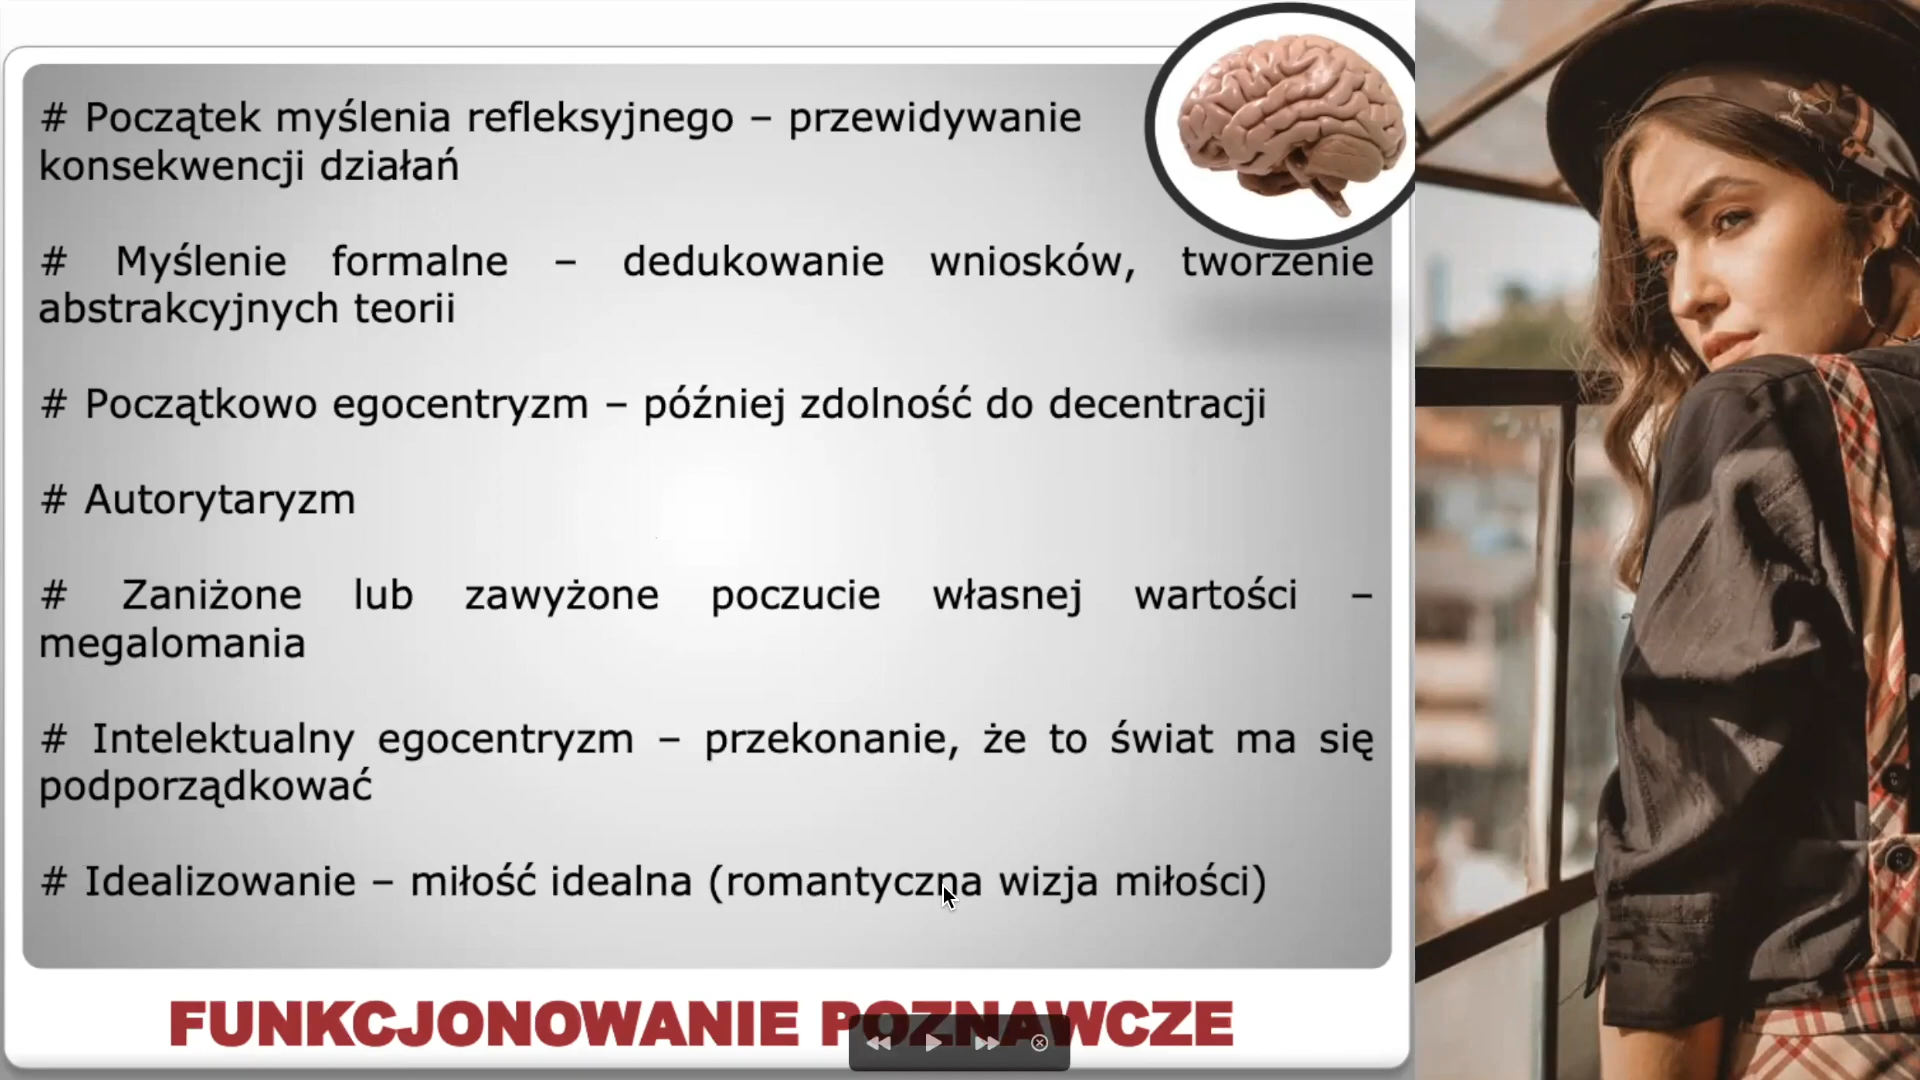 # Początek myślenia refleksyjnego – przewidywanie
konsekwencji działań
# Myślenie formalne – dedukowanie wniosków, tworzenie
abstrakcyjnych teorii
# Początkowo egocentryzm – później zdolność do decentracji
# Autorytaryzm
# Zaniżone lub zawyżone poczucie własnej wartości –
megalomania
# Intelektualny egocentryzm – przekonanie, że to świat ma się
podporządkować
# Idealizowanie – miłość idealna (romantyczna wizja miłości)
FUNKCJONOWANIE POZNAWCZE